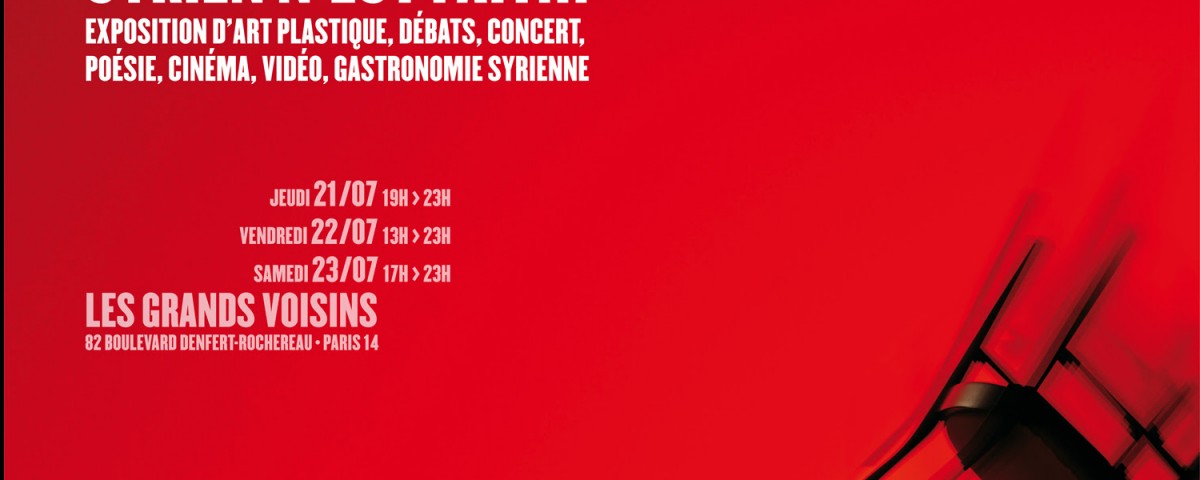 EXPOSITION D'ART PLASTIQUE, DÉBATS, CONCERT,
POÉSIE, CINÉMA, VIDÉO, GASTRONOMIE SYRIENNE
JEUDI 21/07 19H > 23H
VENDREDI 22/07 13H > 23H
SAMEDI 23/07 17H > 23H
LES GRANDS VOISINS
82 BOULEVARD DENFERT-ROCHEREAU • PARIS 14